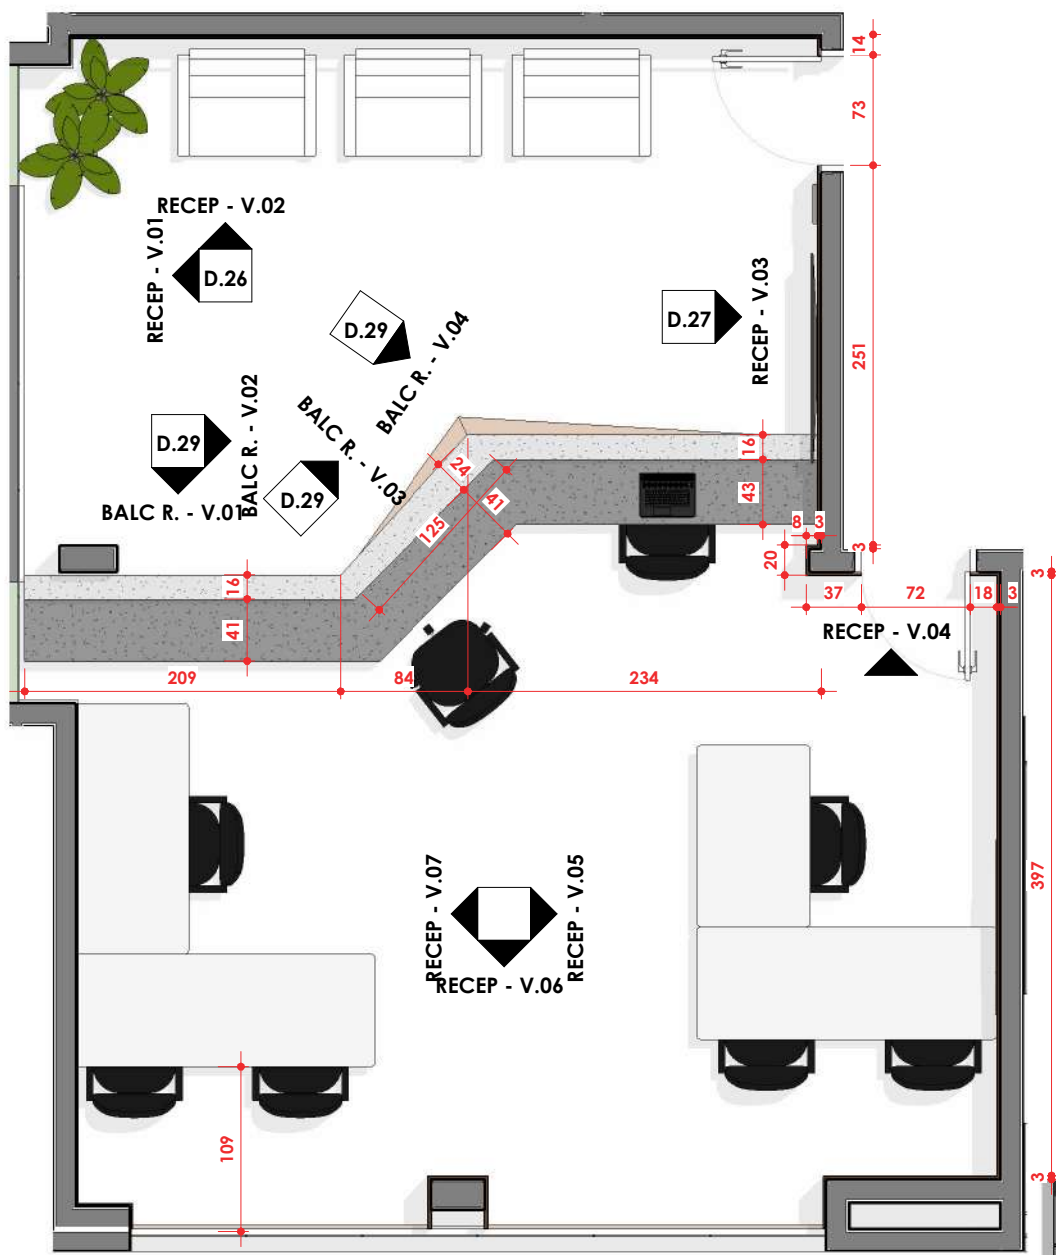 14
73
RECEP - V.02
RECEP - V.01
D.26
RECEP - V.03
D.27
D.29
BALC R. - V.04
251
BALC R. - V.02
BALC R. - V.03
D.29
D.29
BALC R. - V.01
16
24
43
41
125
8
3
3
20
16
3
37
72
18
3
41
RECEP - V.04
209
84
234
RECEP - V.07
RECEP - V.05
397
RECEP - V.06
109
3